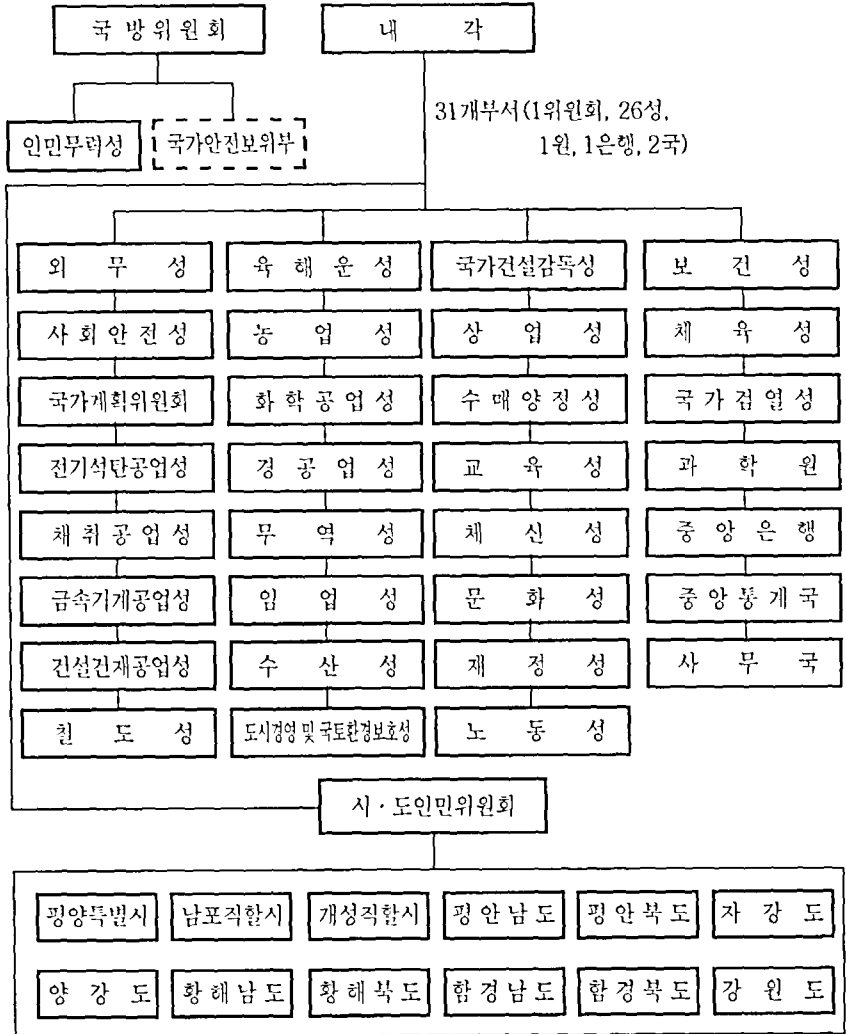 국 방 위 원 회
내 각
인민무력성
국가안전보위부
31개부서(1위원회, 26성,
1원, 1은행, 2국)
외 무 성
육 해 운 성
국가건설감독성
보 건 성
사 회 안 전 성
농 업 성
상 업 성
체 육 성
국가계획위원회
화 학 공 업 성
수 매 양 정 성
국 가 검 열 성
전기석탄공업성
경 공 업 성
교 육 성
과 학 원
채 취 공 업 성
무 역 성
체 신 성
중 앙 은 행
금속기계공업성
임 업 성
문 화 성
중 앙 통 계 국
건설건재공업성
수 산 성
재 정 성
사 무 국
철 도 성
도시경영 및 국토환경보호성
노 동 성
시 · 도인민위원회
평양특별시
남포직할시
개성직할시
평 안 남 도
평 안 북 도
자 강 도
양 강 도
황 해 남 도
황 해 북 도
함 경 남 도
함 경 북 도
강 원 도